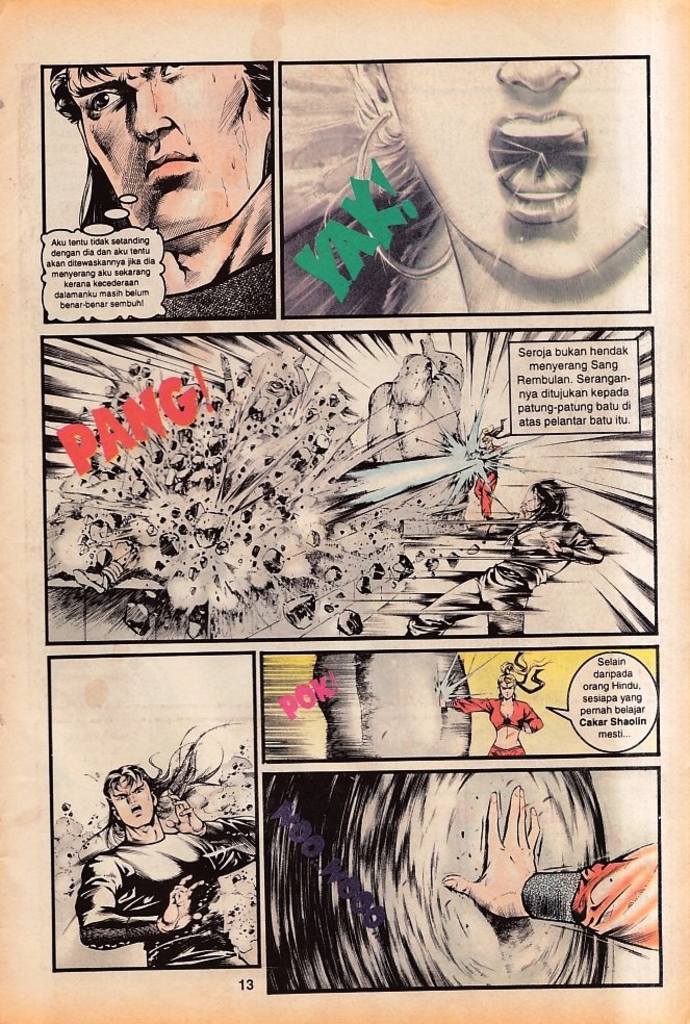 Aku tentu tidak setanding
dengan dia dan aku tentu
akan ditewaskannya jika dia
menyerang aku sekarang
kerana kecederaan
dalamanku masih belum
benar-benar sembuh!
YAK!
PANG!
Seroja bukan hendak
menyerang Sang
Rembulan. Serangan-
nya ditujukan kepada
patung-patung batu di
atas pelantar batu itu.
POK!
Selain
daripada
orang Hindu,
sesiapa yang
pernah belajar
Cakar Shaolin
mesti...
13